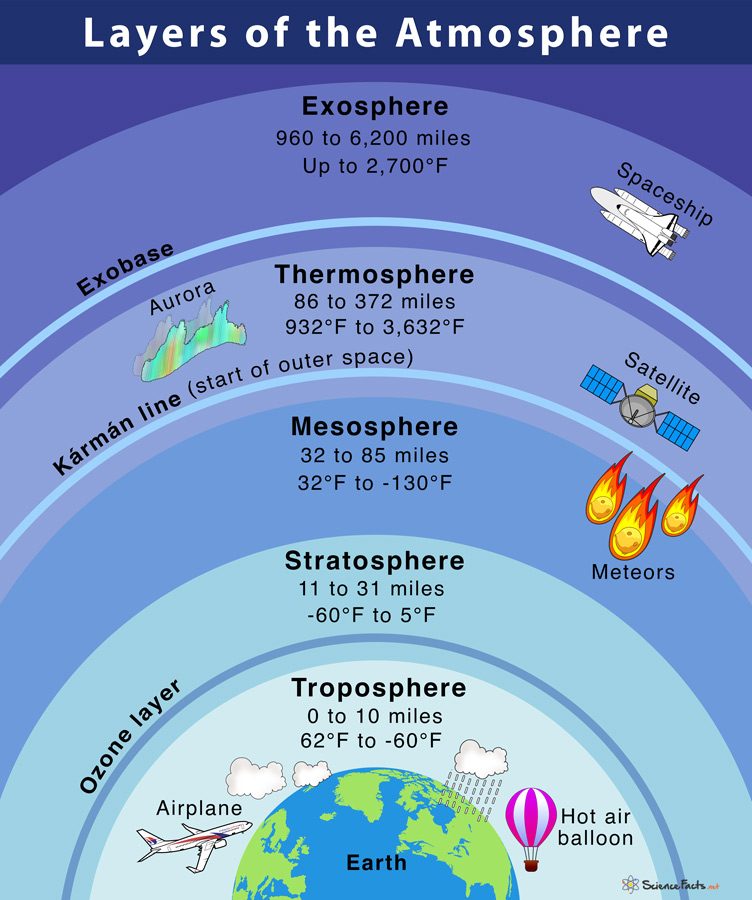 Layers of the Atmosphere
Exosphere
960 to 6,200 miles
Up to 2,700°F
Spaceship
Exobase
Thermosphere
86 to 372 miles
932°F to 3,632°F
Aurora
Satellite
Kármán line (start of outer space)
Mesosphere
32 to 85 miles
32°F to -130°F
Meteors
Stratosphere
11 to 31 miles
-60°F to 5°F
Ozone layer
Troposphere
0 to 10 miles
62°F to -60°F
Airplane
Hot air
balloon
Earth
ScienceFacts.net